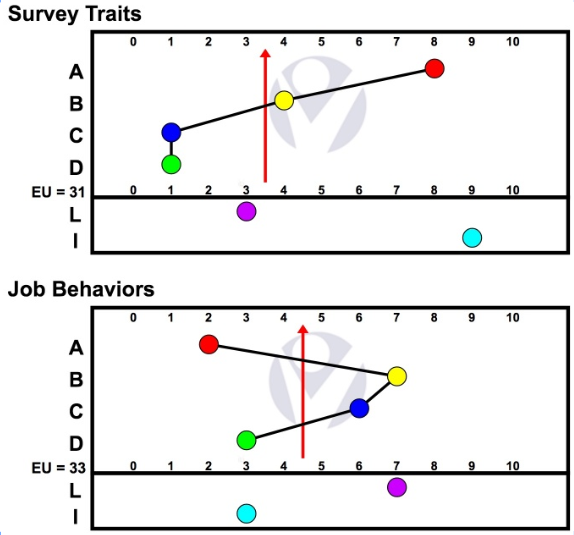 Survey Traits
0 1 2 3 4 5 6 7 8 9 10
A
B
C
D
EU = 31 0 1 2 3 4 5 6 7 8 9 10
L
I
Job Behaviors
0 1 2 3 4 5 6 7 8 9 10
A
B
C
D
EU = 33 0 1 2 3 4 5 6 7 8 9 10
L
I